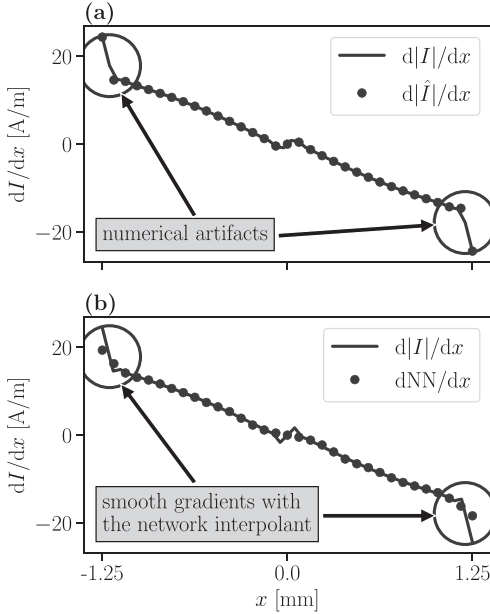 (a)
20
0
−20
dI/dx [A/m]
d|I|/dx
d|Î|/dx
numerical artifacts
(b)
20
0
−20
dI/dx [A/m]
d|I|/dx
dNN/dx
smooth gradients with
the network interpolant
-1.25
0.0
1.25
x [mm]